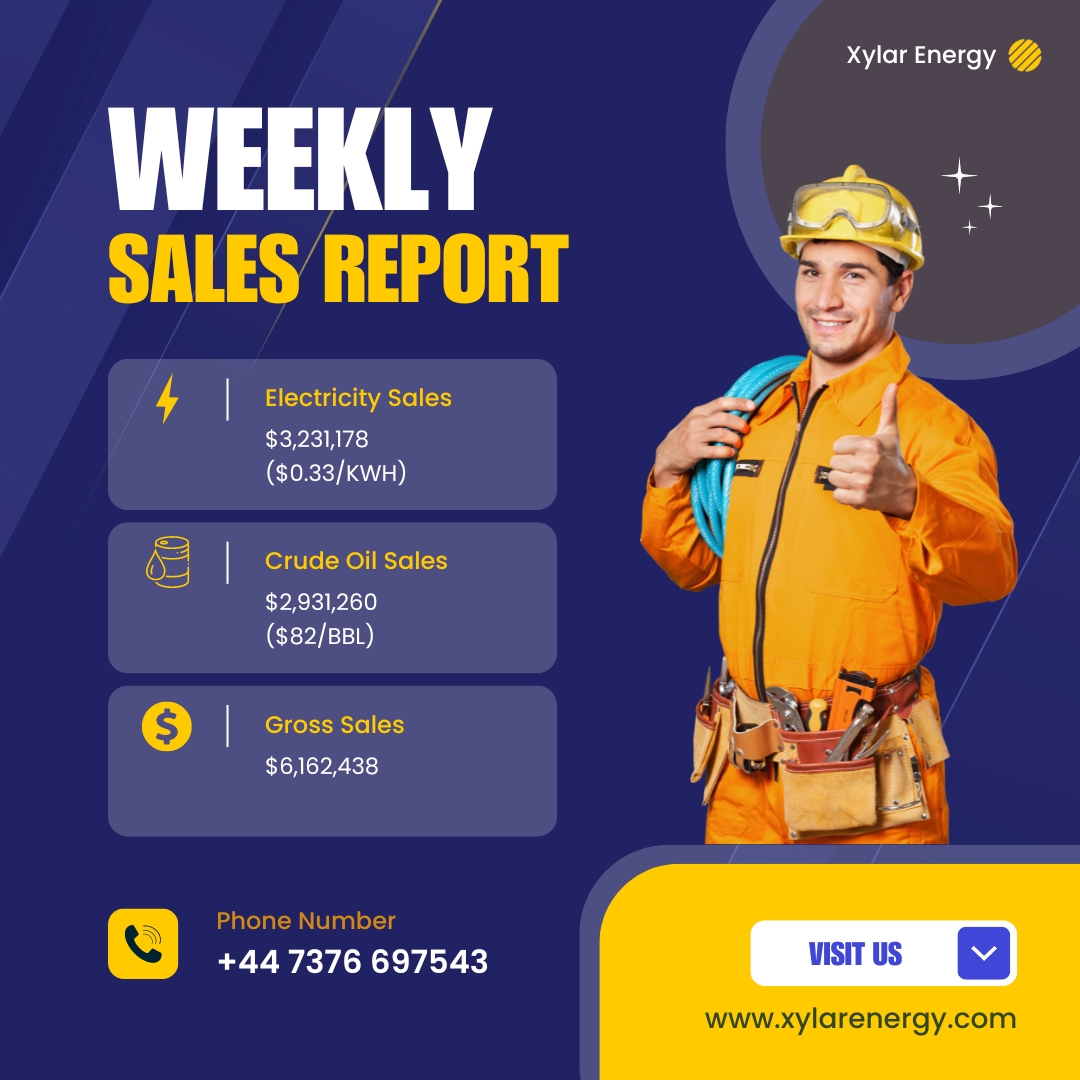 Xylar Energy
WEEKLY
SALES REPORT
Electricity Sales
$3,231,178
($0.33/KWH)
Crude Oil Sales
$2,931,260
($82/BBL)
Gross Sales
$6,162,438
Phone Number
+44 7376 697543
VISIT US
www.xylarenergy.com